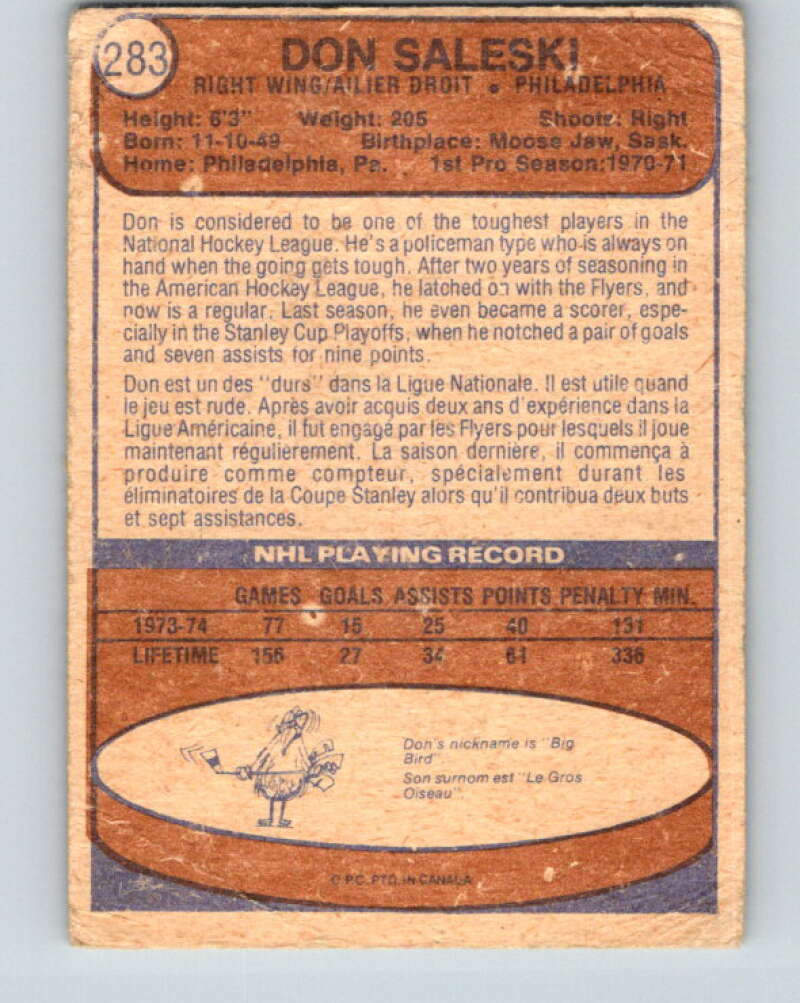 283
DON SALESKI
RIGHT WING/AILIER DROIT • PHILADELPHIA
Height: 6'3" Weight: 205 Shoots: Right
Born: 11-10-49 Birthplace: Moose Jaw, Sask.
Home: Philadelphia, Pa. 1st Pro Season: 1970-71
Don is considered to be one of the toughest players in the
National Hockey League. He's a policeman type who is always on
hand when the going gets tough. After two years of seasoning in
the American Hockey League, he latched on with the Flyers, and
now is a regular. Last season, he even became a scorer, espe-
cially in the Stanley Cup Playoffs, when he notched a pair of goals
and seven assists for nine points.
Don est un des "durs" dans la Ligue Nationale. Il est utile quand
le jeu est rude. Après avoir acquis deux ans d'expérience dans la
Ligue Américaine, il fut engagé par les Flyers pour lesquels il joue
maintenant régulièrement. La saison dernière, il commença à
produire comme compteur, spécialement durant les
éliminatoires de la Coupe Stanley alors qu'il contribua deux buts
et sept assistances.
NHL PLAYING RECORD
GAMES GOALS ASSISTS POINTS PENALTY MIN.
1973-74 77 15 25 40 131
LIFETIME 156 27 34 61 336
Don's nickname is "Big
Bird"
Son surnom est "Le Gros
Oiseau".
O.P.C. PTD. IN CANADA